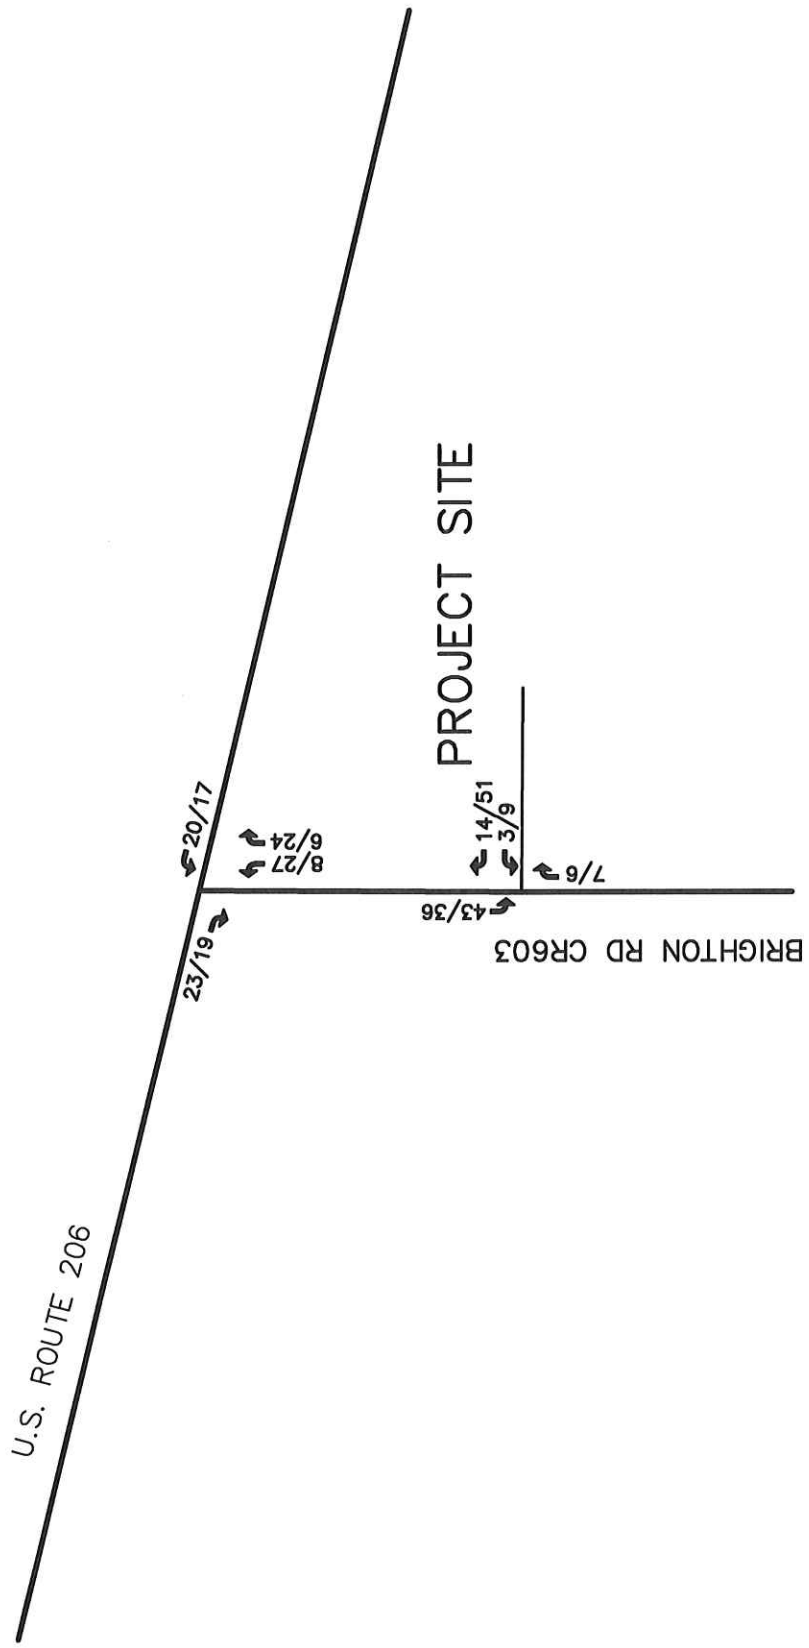 U.S. ROUTE 206
23/19
20/17
8/27
6/24
PROJECT SITE
14/51
3/9
43/36
7/6
BRIGHTON RD CR603